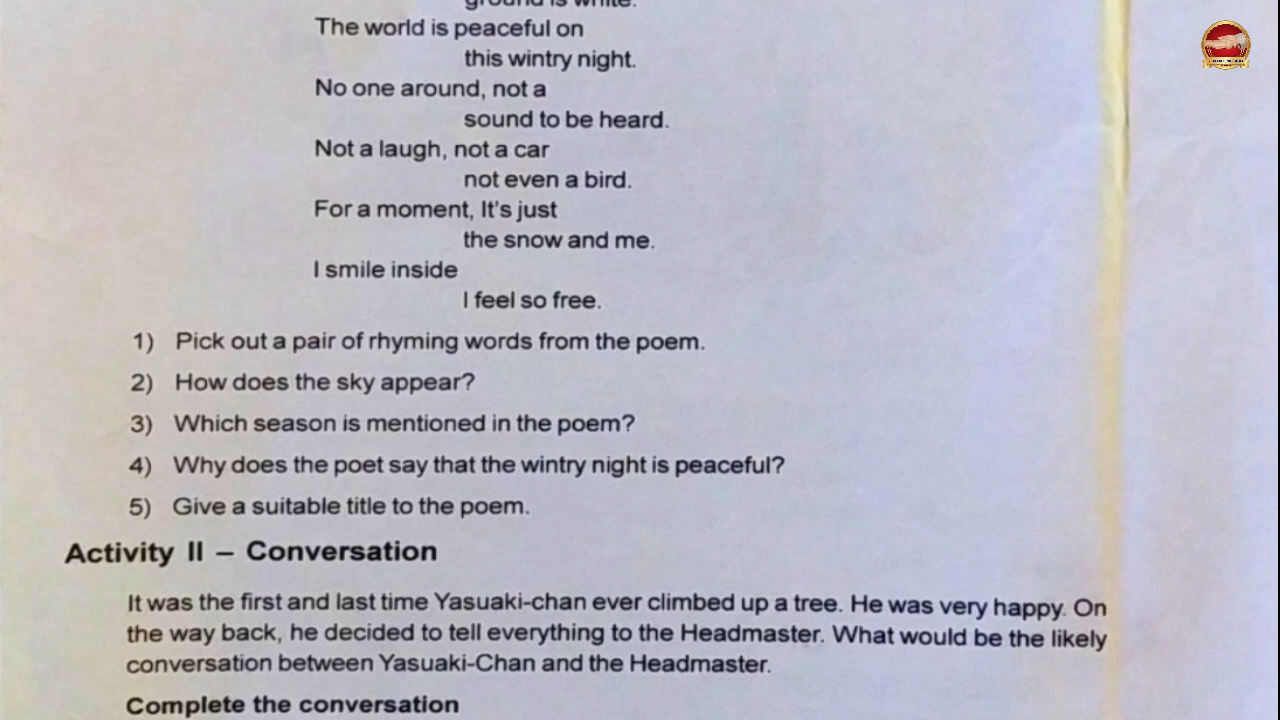 ground is white.
The world is peaceful on
this wintry night.
No one around, not a
sound to be heard.
Not a laugh, not a car
not even a bird.
For a moment, It's just
the snow and me.
I smile inside
I feel so free.
1) Pick out a pair of rhyming words from the poem.
2) How does the sky appear?
3) Which season is mentioned in the poem?
4) Why does the poet say that the wintry night is peaceful?
5) Give a suitable title to the poem.
Activity II – Conversation
It was the first and last time Yasuaki-chan ever climbed up a tree. He was very happy. On
the way back, he decided to tell everything to the Headmaster. What would be the likely
conversation between Yasuaki-Chan and the Headmaster.
Complete the conversation